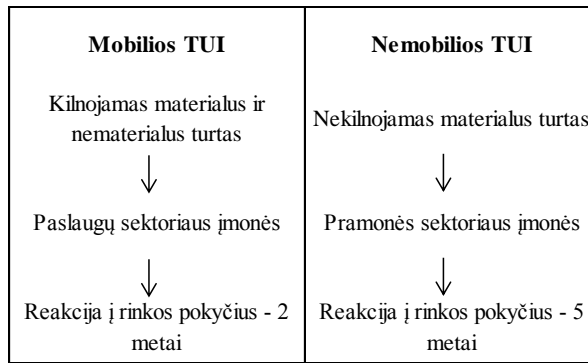 Mobilios TUI
Kilnojamas materialus ir
nematerialus turtas
Paslaugų sektoriaus įmonės
Reakcija į rinkos pokyčius - 2
metai
Nemobilios TUI
Nekilnojamas materialus turtas
Pramonės sektoriaus įmonės
Reakcija į rinkos pokyčius - 5
metai